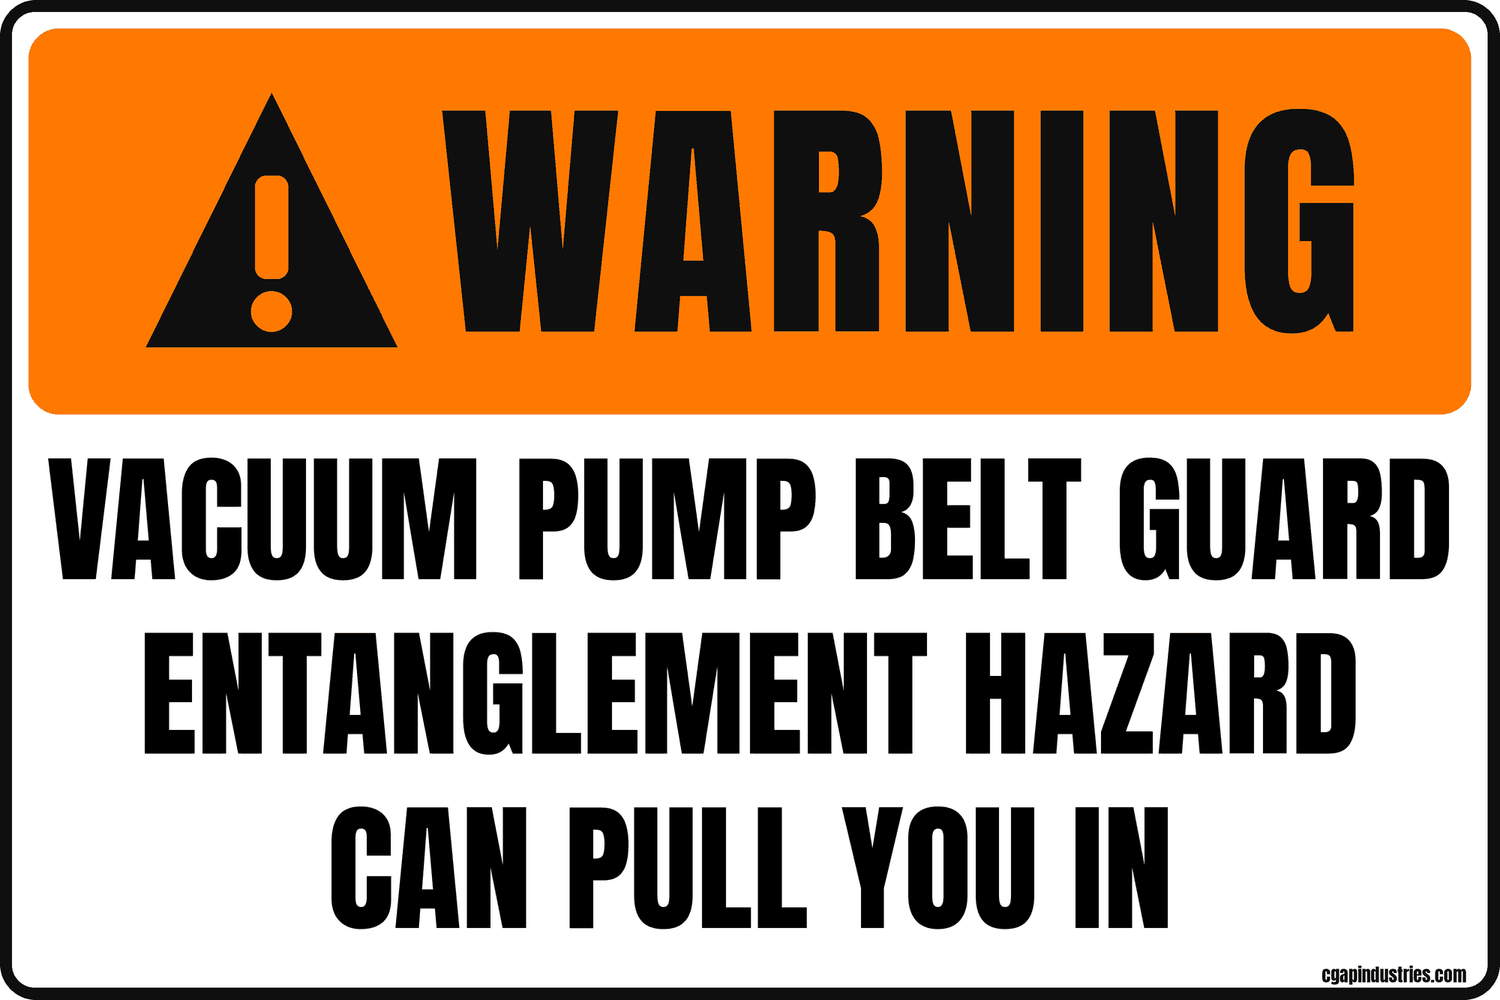 WARNING
VACUUM PUMP BELT GUARD
ENTANGLEMENT HAZARD
CAN PULL YOU IN
cgapindustries.com